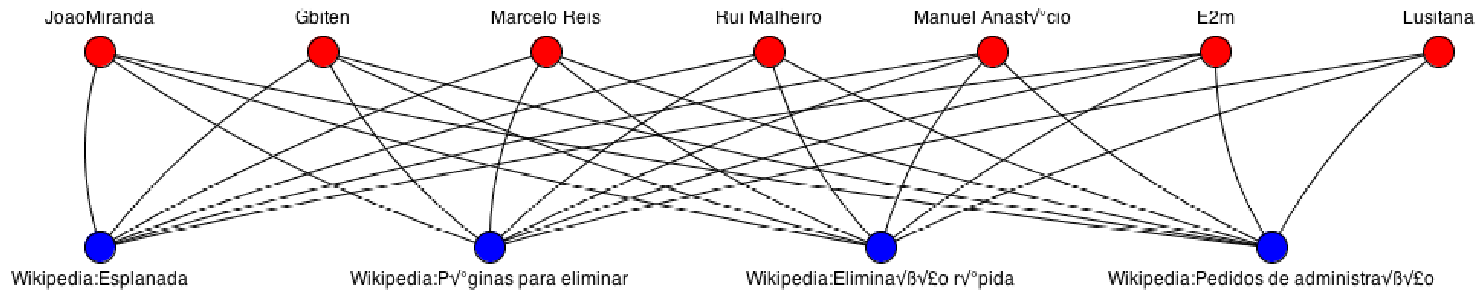 JoaoMiranda Gbiten Marcelo Reis Rui Malheiro Manuel Anast√°cio E2m Lusitana
Wikipedia:Esplanada Wikipedia:P√°ginas para eliminar Wikipedia:Elimina√ß√£o r√°pida Wikipedia:Pedidos de administra√ß√£o